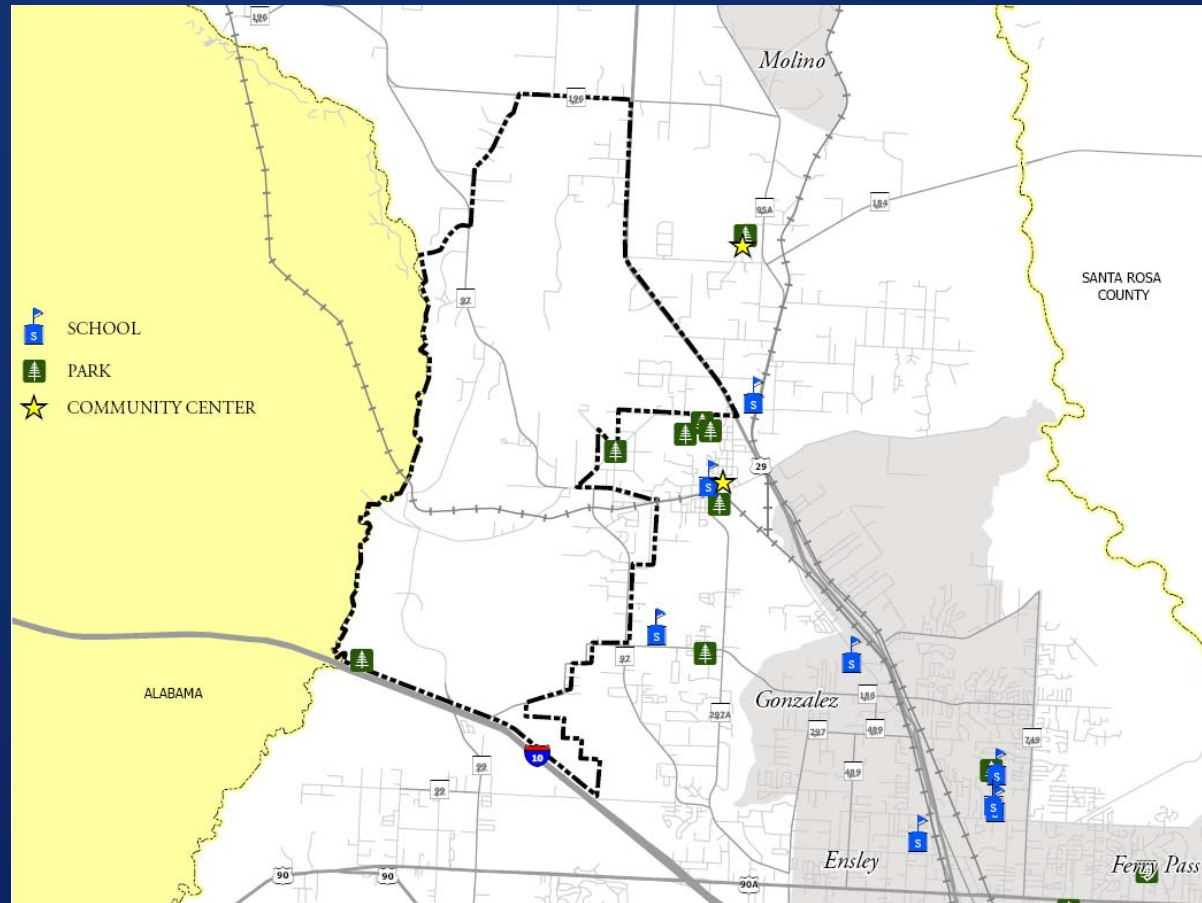 196
Molino
196
95A
184
SANTA ROSA
COUNTY
97
SCHOOL
PARK
COMMUNITY CENTER
S
29
S
S
97
S
ALABAMA
Gonzalez
186
297A
297
489
749
10
99
489
S
99
S
S
Ensley
Ferry Pass
90
90
90A